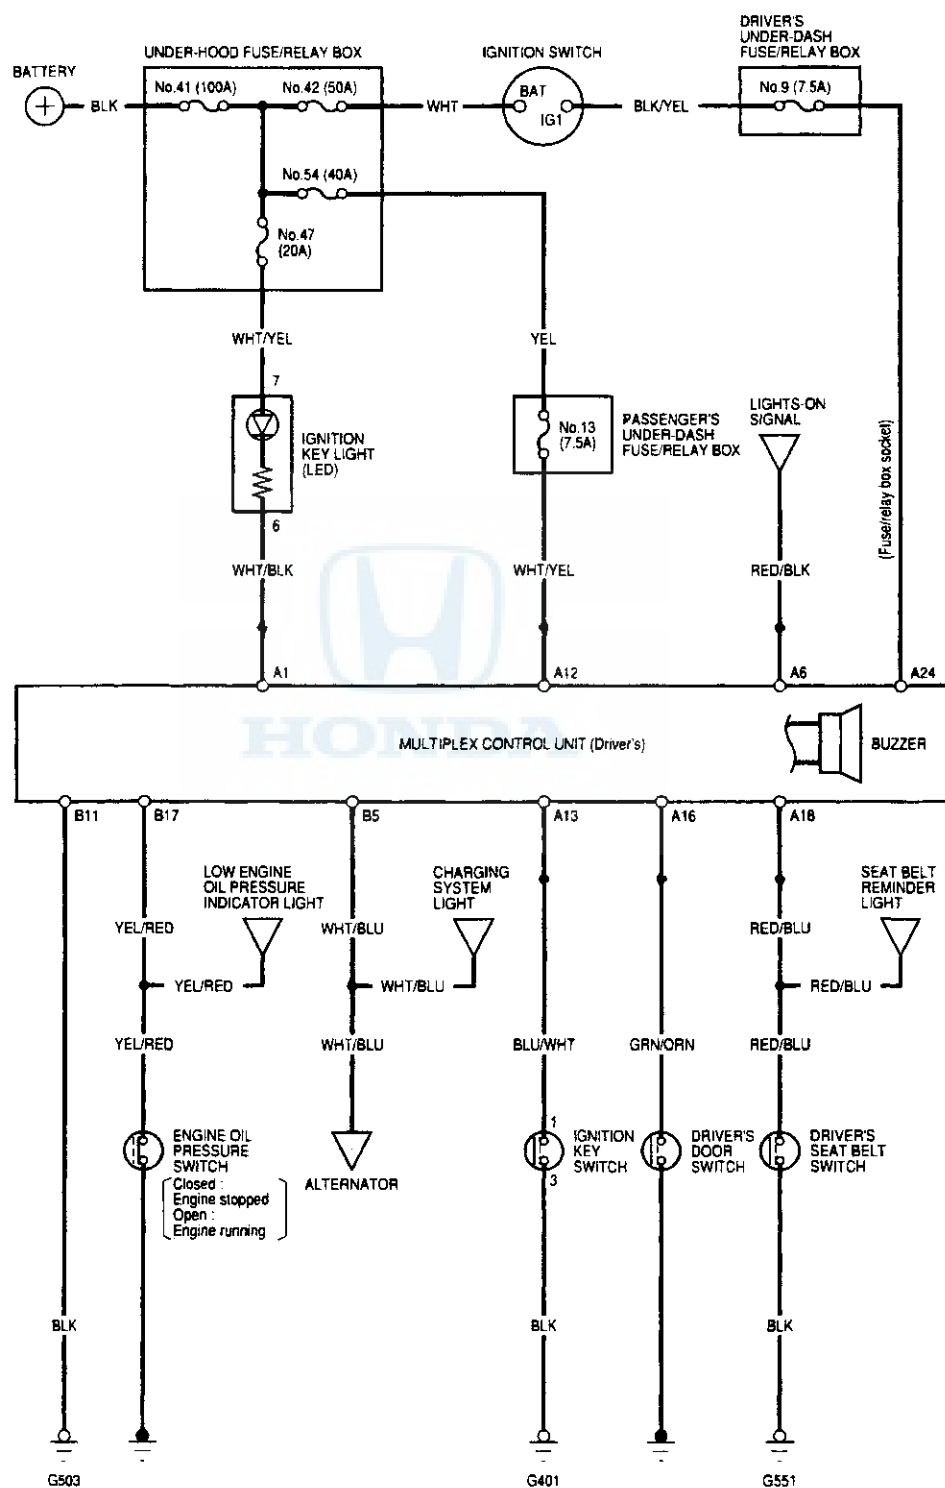 DRIVER'S
UNDER-DASH
FUSE/RELAY BOX
UNDER-HOOD FUSE/RELAY BOX
IGNITION SWITCH
BATTERY
No.41 (100A)
No.42 (50A)
No.9 (7.5A)
BLK
WHT
BAT
IG1
BLK/YEL
No.54 (40A)
No.47
(20A)
WHT/YEL
YEL
7
IGNITION
KEY LIGHT
(LED)
6
No.13
(7.5A)
PASSENGER'S
UNDER-DASH
FUSE/RELAY BOX
LIGHTS-ON
SIGNAL
(Fuse/relay box socket)
WHT/BLK
WHT/YEL
RED/BLK
A1
A12
A6
A24
HONDA
MULTIPLEX CONTROL UNIT (Driver's)
BUZZER
B11
B17
B5
A13
A16
A18
LOW ENGINE
OIL PRESSURE
INDICATOR LIGHT
CHARGING
SYSTEM
LIGHT
SEAT BELT
REMINDER
LIGHT
YEL/RED
WHT/BLU
RED/BLU
YEL/RED
WHT/BLU
RED/BLU
YEL/RED
WHT/BLU
BLU/WHT
GRN/ORN
RED/BLU
ENGINE OIL
PRESSURE
SWITCH
Closed :
Engine stopped
Open :
Engine running
ALTERNATOR
1
3
IGNITION
KEY
SWITCH
DRIVER'S
DOOR
SWITCH
DRIVER'S
SEAT BELT
SWITCH
BLK
BLK
BLK
G503
G401
G551